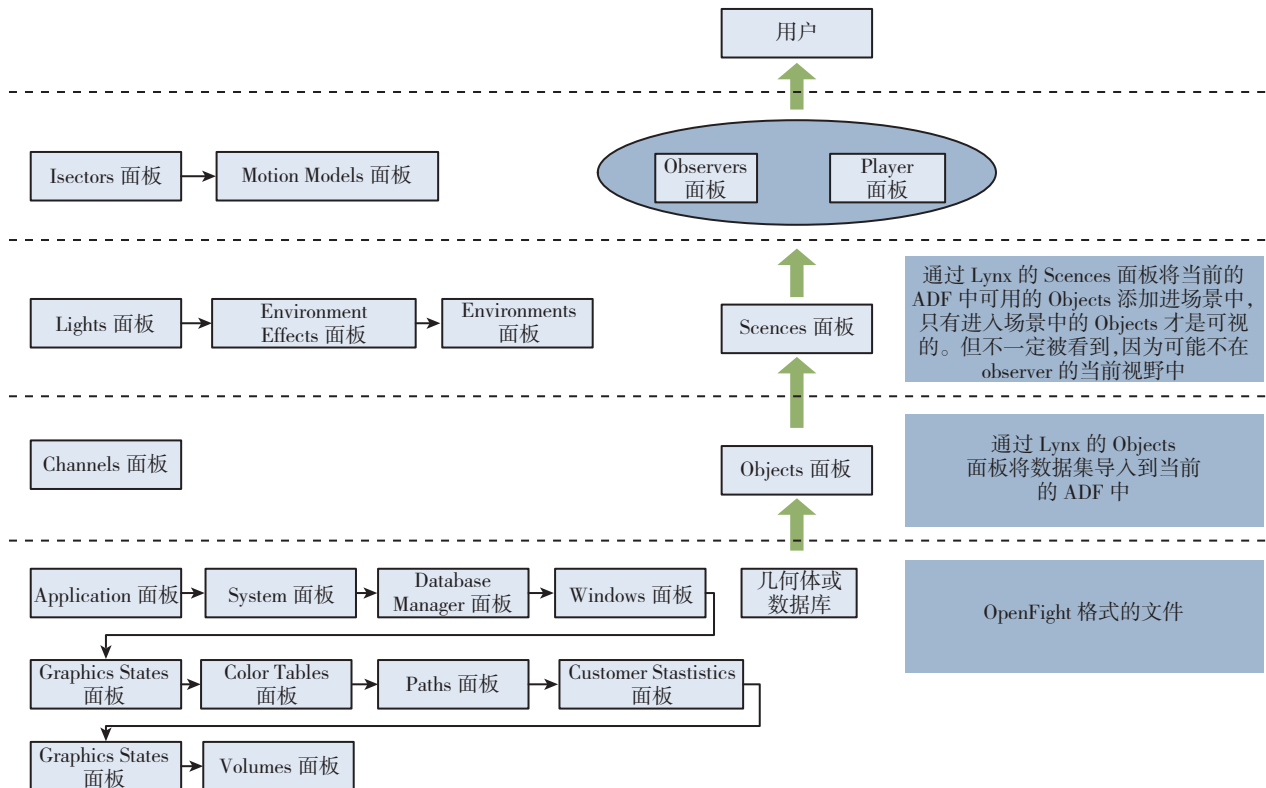 用户
Isectors 面板
Motion Models 面板
Observers
面板
Player
面板
Lights 面板
Environment
Effects 面板
Environments
面板
Scences 面板
通过 Lynx 的 Scences 面板将当前的
ADF 中可用的 Objects 添加进场景中,
只有进入场景中的 Objects 才是可视
的。但不一定被看到,因为可能不在
observer 的当前视野中
Channels 面板
Objects 面板
通过 Lynx 的 Objects
面板将数据集导入到当前
的 ADF 中
Application 面板
System 面板
Database
Manager 面板
Windows 面板
几何体或
数据库
OpenFight 格式的文件
Graphics States
面板
Color Tables
面板
Paths 面板
Customer Stastistics
面板
Graphics States
面板
Volumes 面板